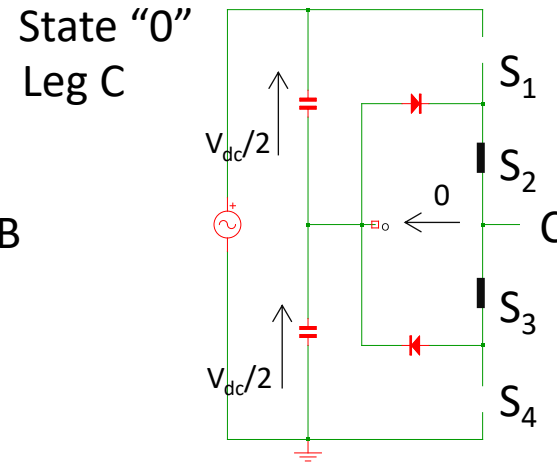 State “0”
Leg C
S1
Vdc/2
S2
0
B
+
o
C
S3
Vdc/2
S4